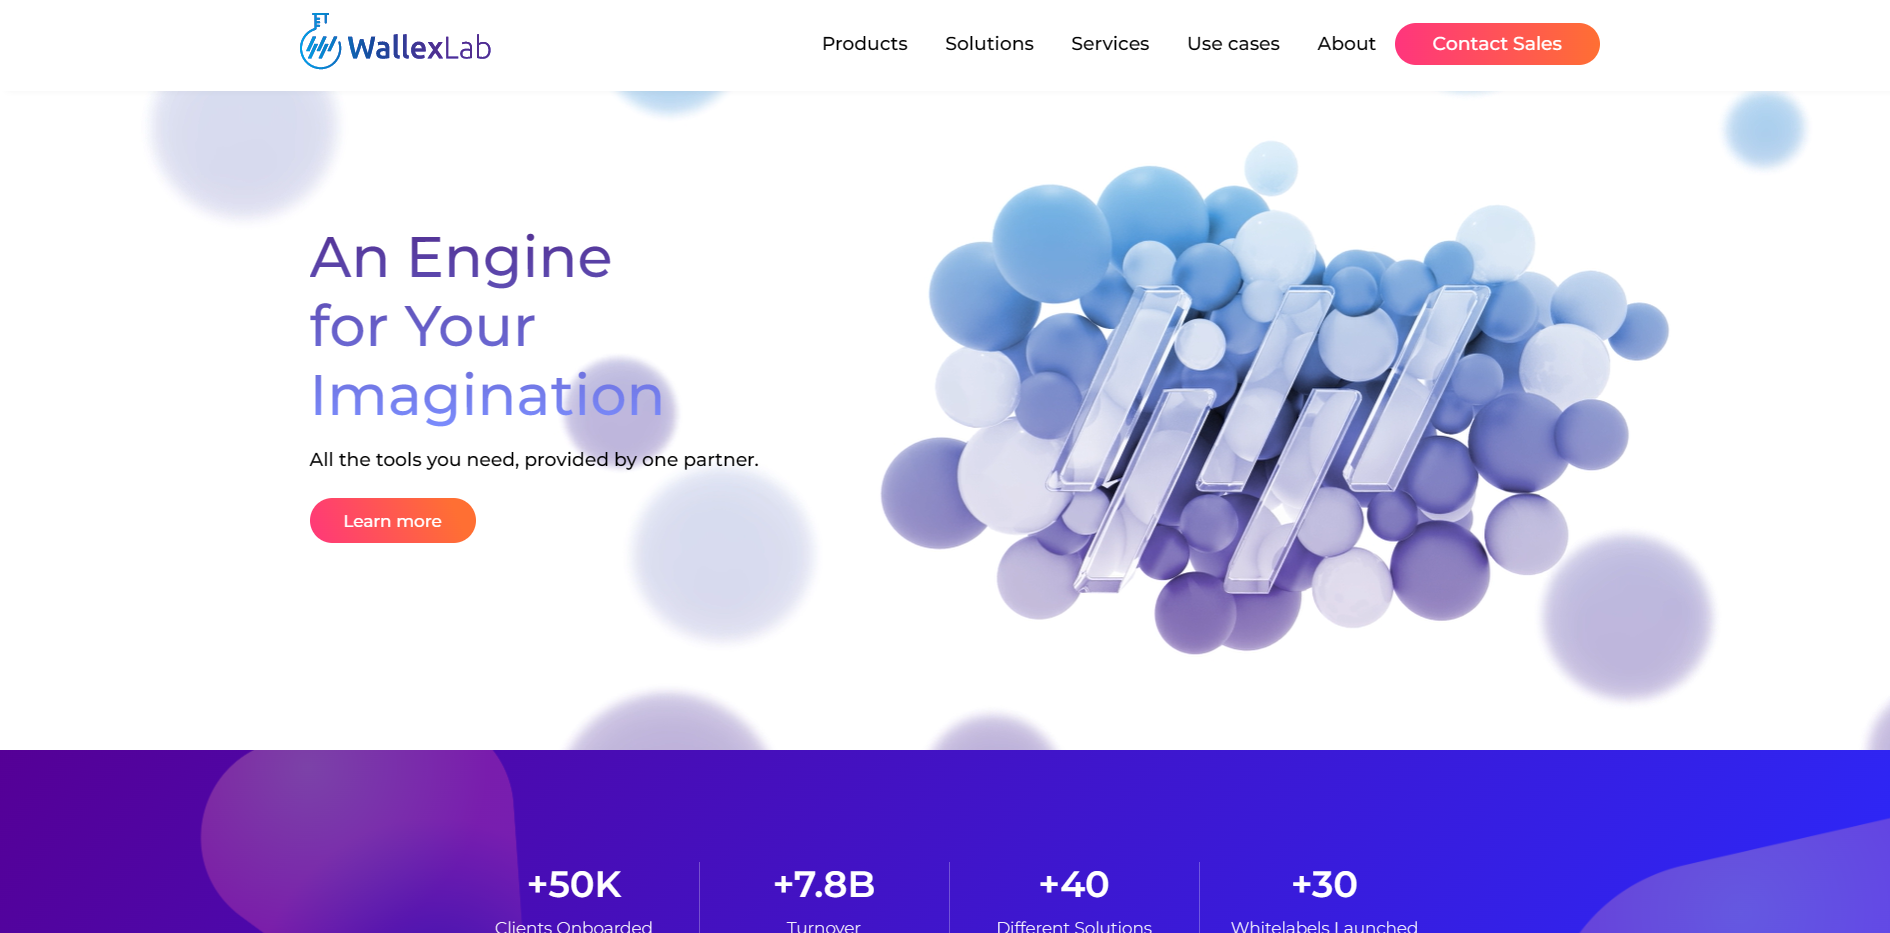 WallexLab
Products Solutions Services Use cases About Contact Sales
An Engine
for Your
Imagination
All the tools you need, provided by one partner.
Learn more
+50K +7.8B +40 +30
Clients Onboarded Turnover Different Solutions Whitelabels Launched